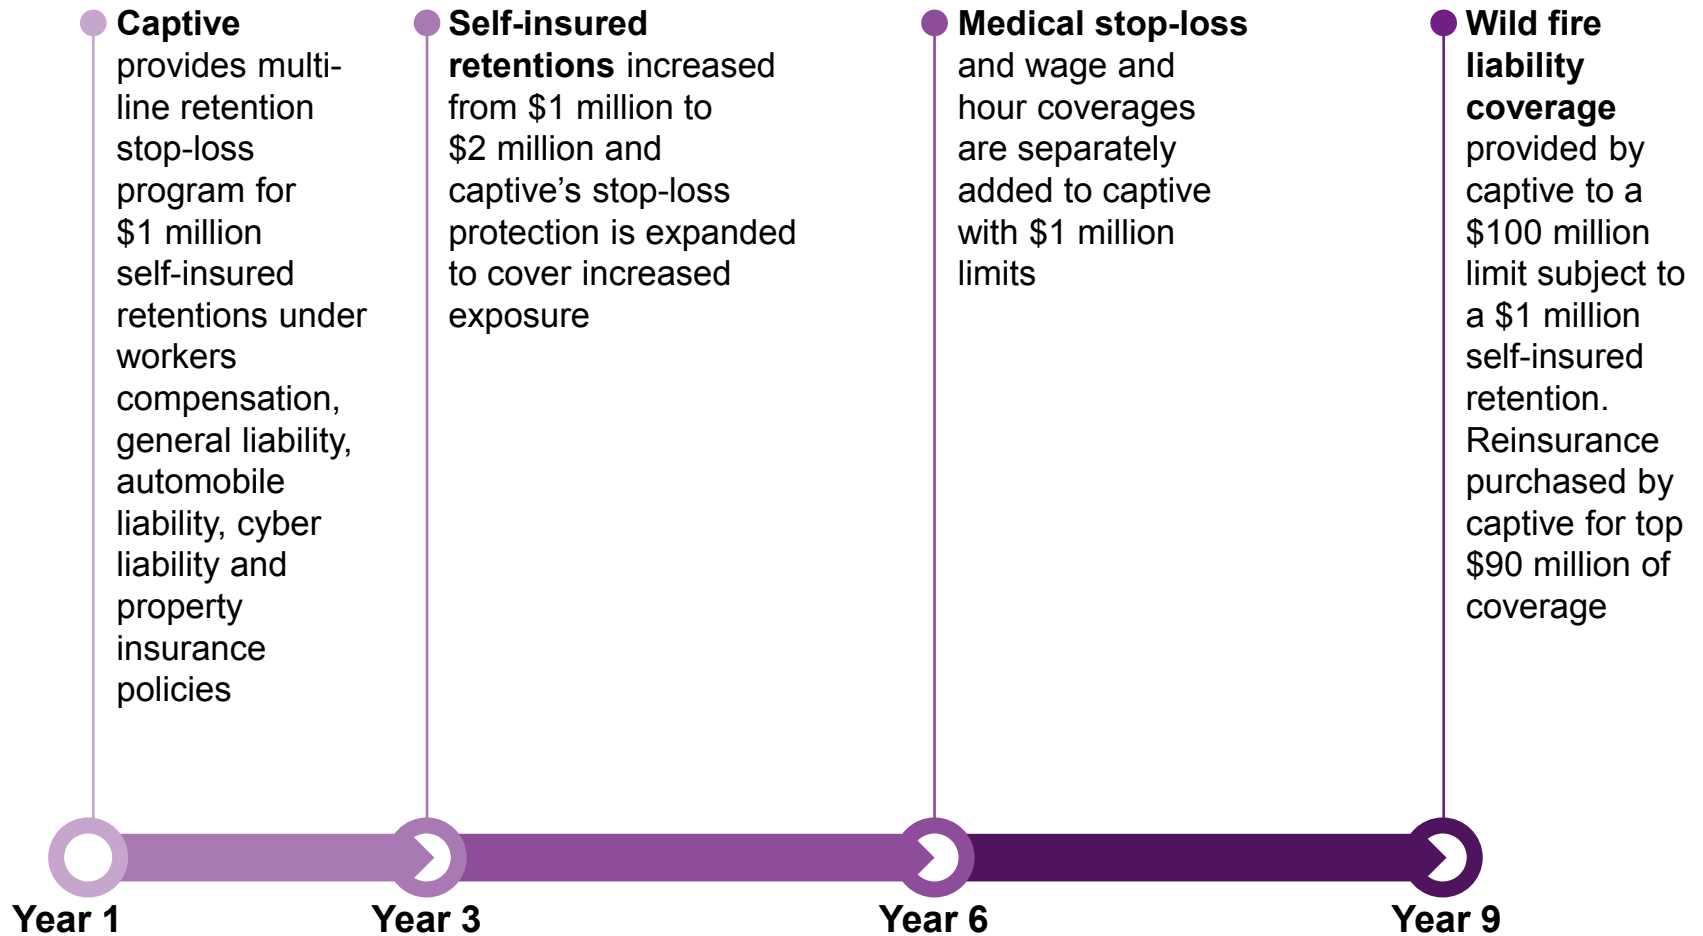 Captive
provides multi-
line retention
stop-loss
program for
$1 million
self-insured
retentions under
workers
compensation,
general liability,
automobile
liability, cyber
liability and
property
insurance
policies
Self-insured
retentions increased
from $1 million to
$2 million and
captive’s stop-loss
protection is expanded
to cover increased
exposure
Medical stop-loss
and wage and
hour coverages
are separately
added to captive
with $1 million
limits
Wild fire
liability
coverage
provided by
captive to a
$100 million
limit subject to
a $1 million
self-insured
retention.
Reinsurance
purchased by
captive for top
$90 million of
coverage
Year 1
Year 3
Year 6
Year 9